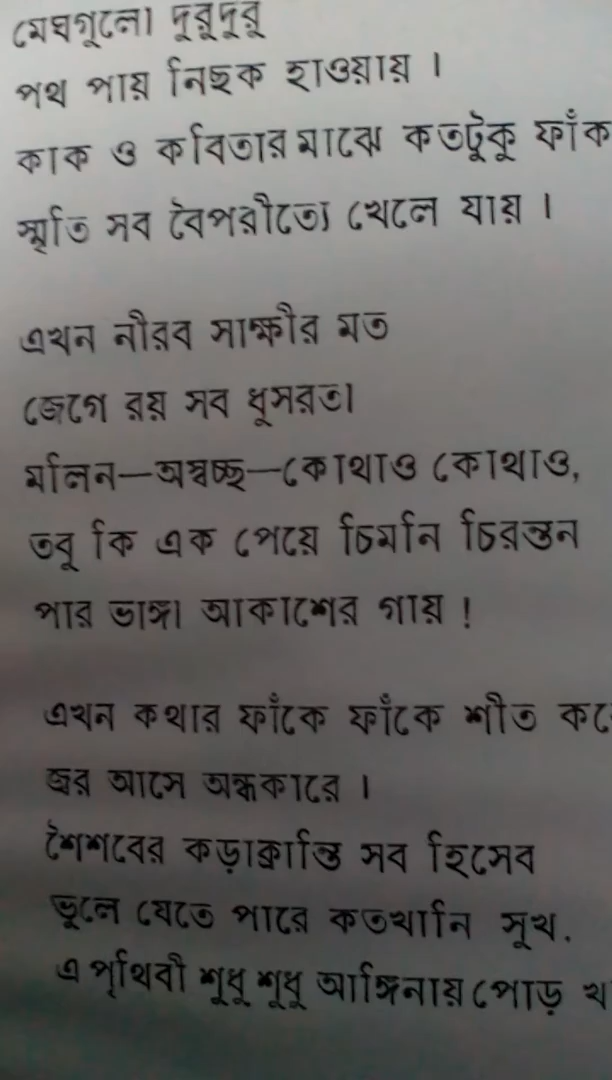 মেঘগুলো দুরুদুরু
পথ পায় নিছক হাওয়ায় ।
কাক ও কবিতার মাঝে কতটুকু ফাঁক
স্মৃতি সব বৈপরীত্যে খেলে যায় ।
এখন নীরব সাক্ষীর মত
জেগে রয় সব ধূসরতা
মলিন—অস্বচ্ছ—কোথাও কোথাও,
তবু কি এক পেয়ে চিমনি চিরন্তন
পার ভাঙ্গা আকাশের গায় !
এখন কথার ফাঁকে ফাঁকে শীত
জ্বর আসে অন্ধকারে ।
শৈশবের কড়াক্রান্তি সব হিসেব
ভুলে যেতে পারে কতখানি সুখ.
এ পৃথিবী শুধু শুধু আঙ্গিনায় পোড়